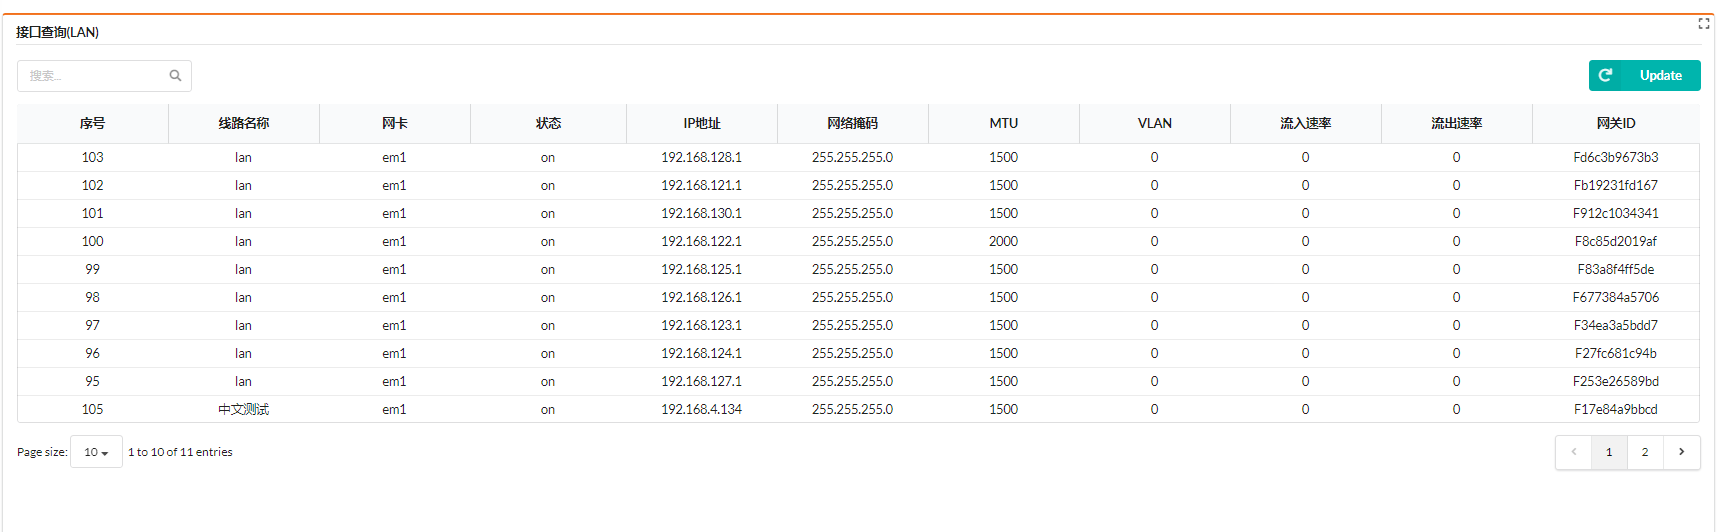 接口查询(LAN)
搜索...
Update
序号 线路名称 网卡 状态 IP地址 网络掩码 MTU VLAN 流入速率 流出速率 网关ID
103 lan em1 on 192.168.128.1 255.255.255.0 1500 0 0 0 Fd6c3b9673b3
102 lan em1 on 192.168.121.1 255.255.255.0 1500 0 0 0 Fb19231fd167
101 lan em1 on 192.168.130.1 255.255.255.0 1500 0 0 0 F912c1034341
100 lan em1 on 192.168.122.1 255.255.255.0 2000 0 0 0 F8c85d2019af
99 lan em1 on 192.168.125.1 255.255.255.0 1500 0 0 0 F83a8f4ff5de
98 lan em1 on 192.168.126.1 255.255.255.0 1500 0 0 0 F677384a5706
97 lan em1 on 192.168.123.1 255.255.255.0 1500 0 0 0 F34ea3a5bdd7
96 lan em1 on 192.168.124.1 255.255.255.0 1500 0 0 0 F27fc681c94b
95 lan em1 on 192.168.127.1 255.255.255.0 1500 0 0 0 F253e26589bd
105 中文测试 em1 on 192.168.4.134 255.255.255.0 1500 0 0 0 F17e84a9bbcd
Page size: 10 1 to 10 of 11 entries
1 2